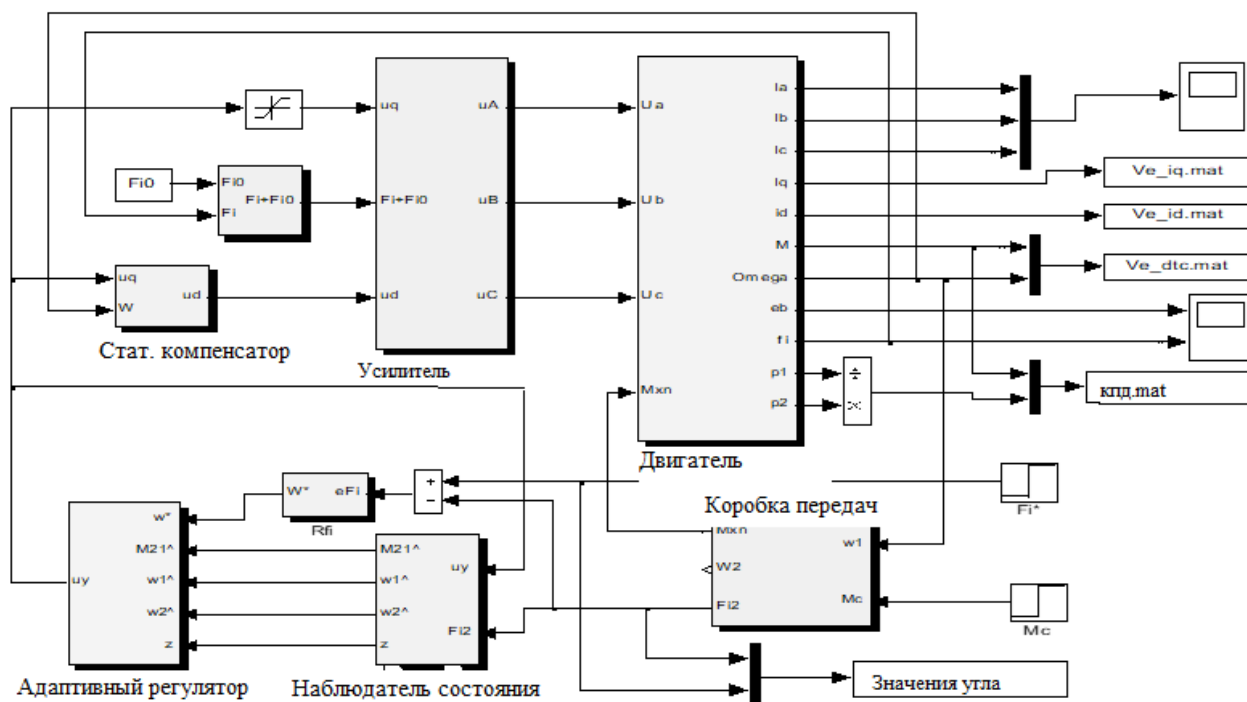 uq
uA
Ua
Ia
Ib
Ic
Iq
Ve_iq.mat
id
Ve_id.mat
M
Omega
Ve_dtc.mat
eb
fi
p1
p2
кпд.mat
Fi0
Fi0
Fi
Fi+Fi0
Fi+Fi0
uB
Ub
uq
W
ud
ud
uC
Uc
Стат. компенсатор
Усилитель
Mxn
Двигатель
+
−
÷
×
W*
eFi
Rfi
Коробка передач
Fi*
w*
M21^
w1^
w2^
z
uy
M21^
w1^
w2^
z
uy
Fi2
Mxn
W2
Fi2
w1
Mc
Mc
Адаптивный регулятор
Наблюдатель состояния
Значения угла